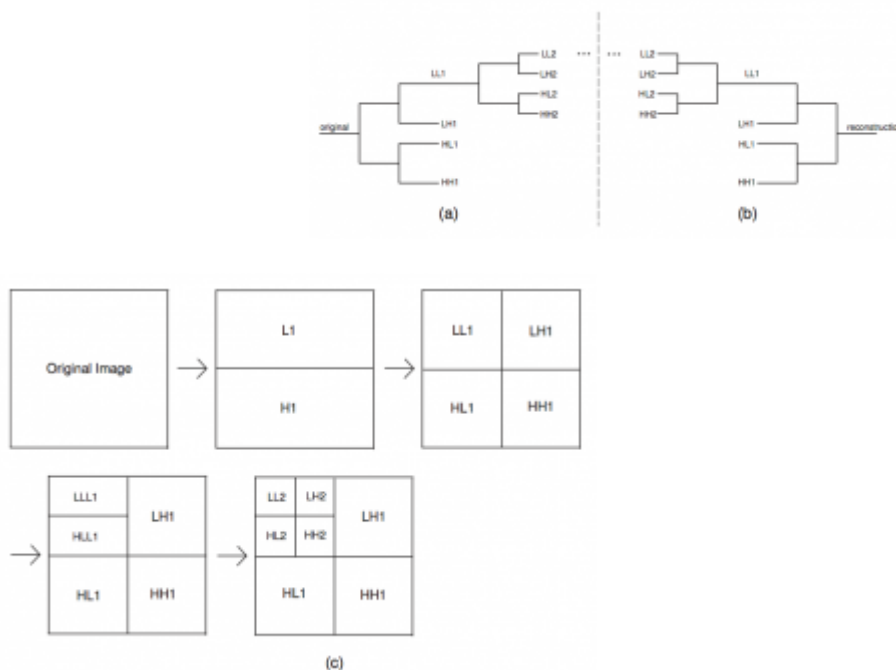 LL2 ... ... LL2
LL1 LH2 LH2 LL1
HL2 HL2
original LH1 HH2 HH2 LH1 reconstructio
HL1 HL1
HH1 HH1
(a) (b)
Original Image
L1
H1
LL1 LH1
HL1 HH1
LLL1
HLL1
LH1
HL1 HH1
LL2 LH2
HL2 HH2
LH1
HL1 HH1
(c)